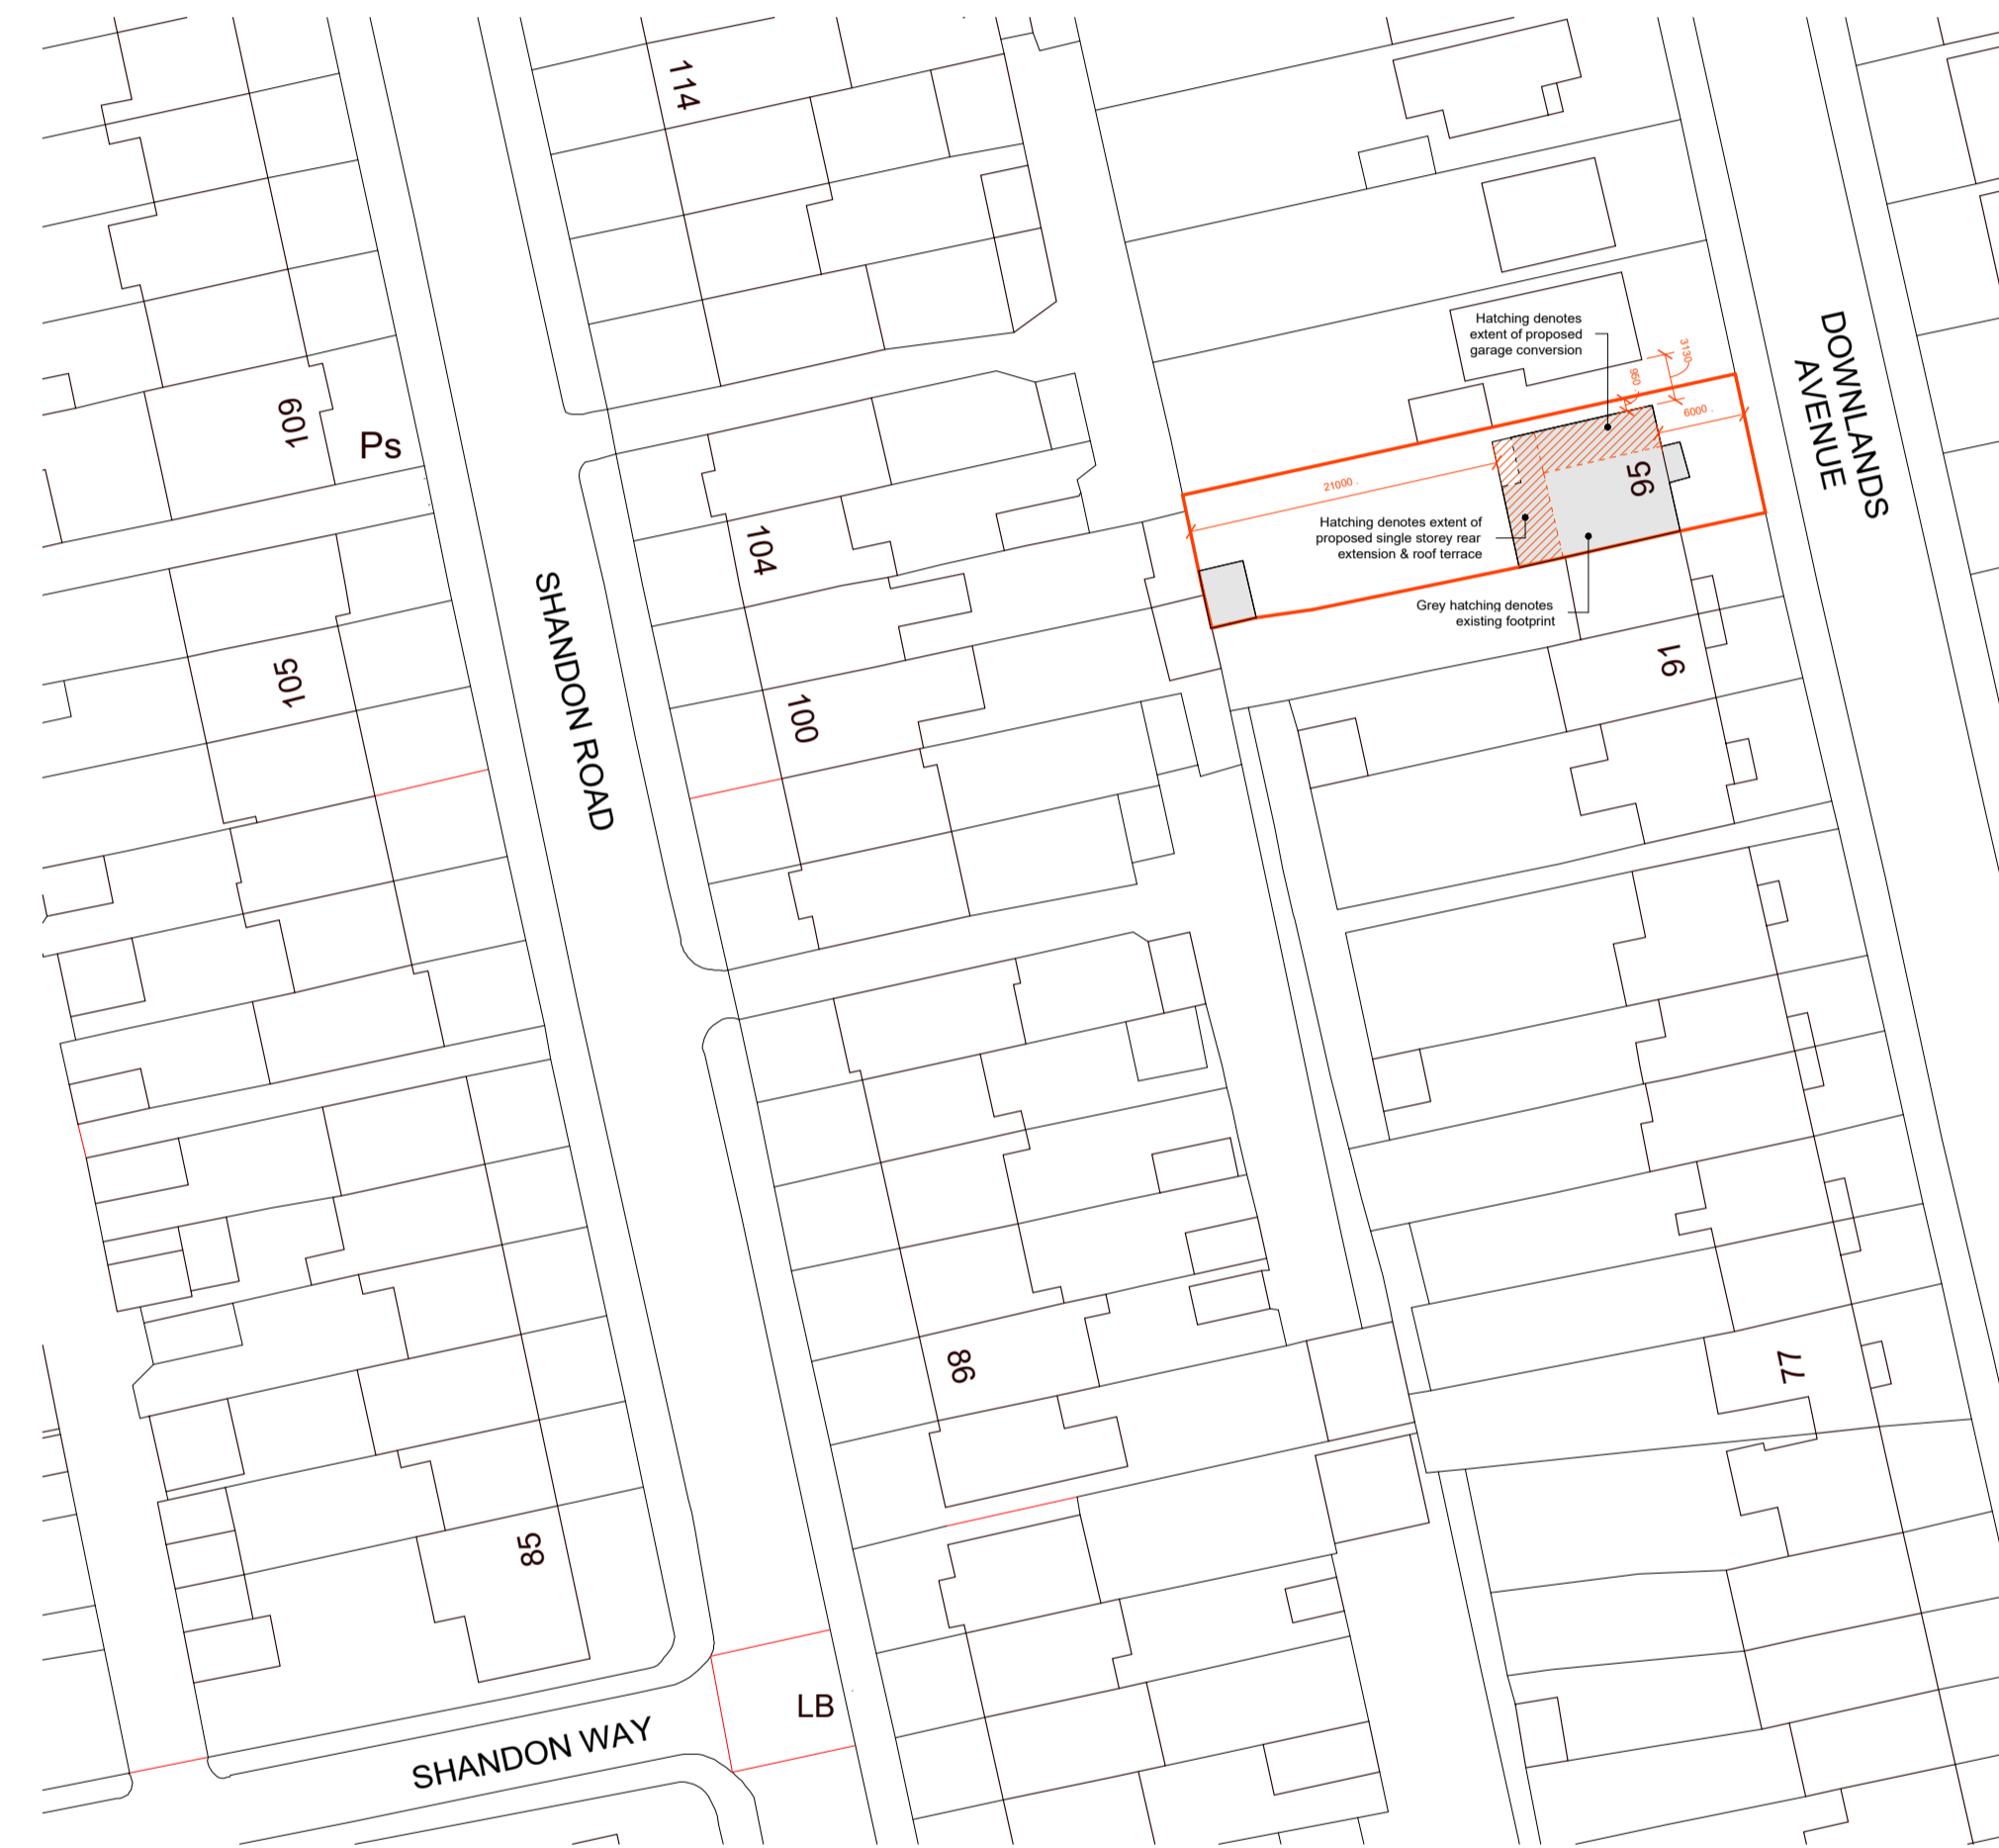 114
Hatching denotes
extent of proposed
garage conversion
3130
950 .
6000 .
DOWNLANDS
AVENUE
109
Ps
95
21000 .
Hatching denotes extent of
proposed single storey rear
extension & roof terrace
104
SHANDON ROAD
Grey hatching denotes
existing footprint
105
91
100
86
77
85
LB
SHANDON WAY